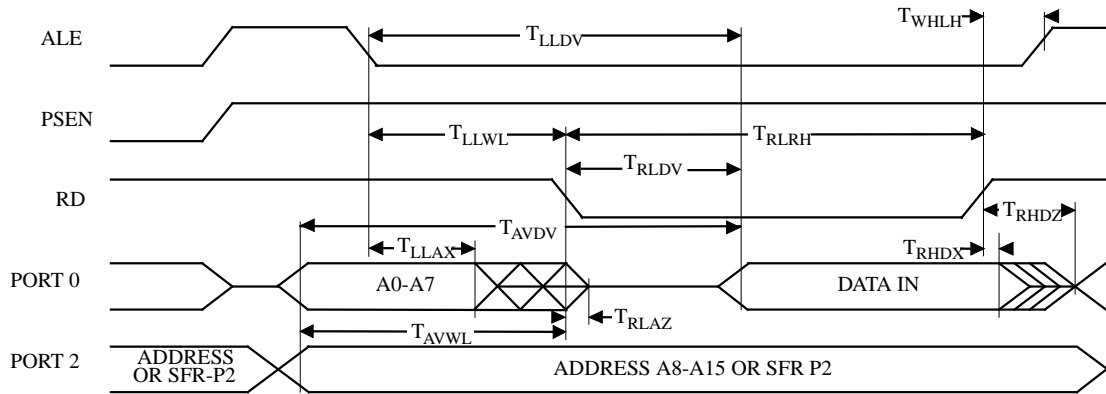 ALE
T_WHLH
T_LLDV
PSEN
T_LLWL
T_RLRH
T_RLDV
RD
T_RHDZ
T_AVDV
T_LLAX
T_RHDX
PORT 0
A0-A7
DATA IN
T_RLAZ
T_AVWL
PORT 2
ADDRESS
OR SFR-P2
ADDRESS A8-A15 OR SFR P2